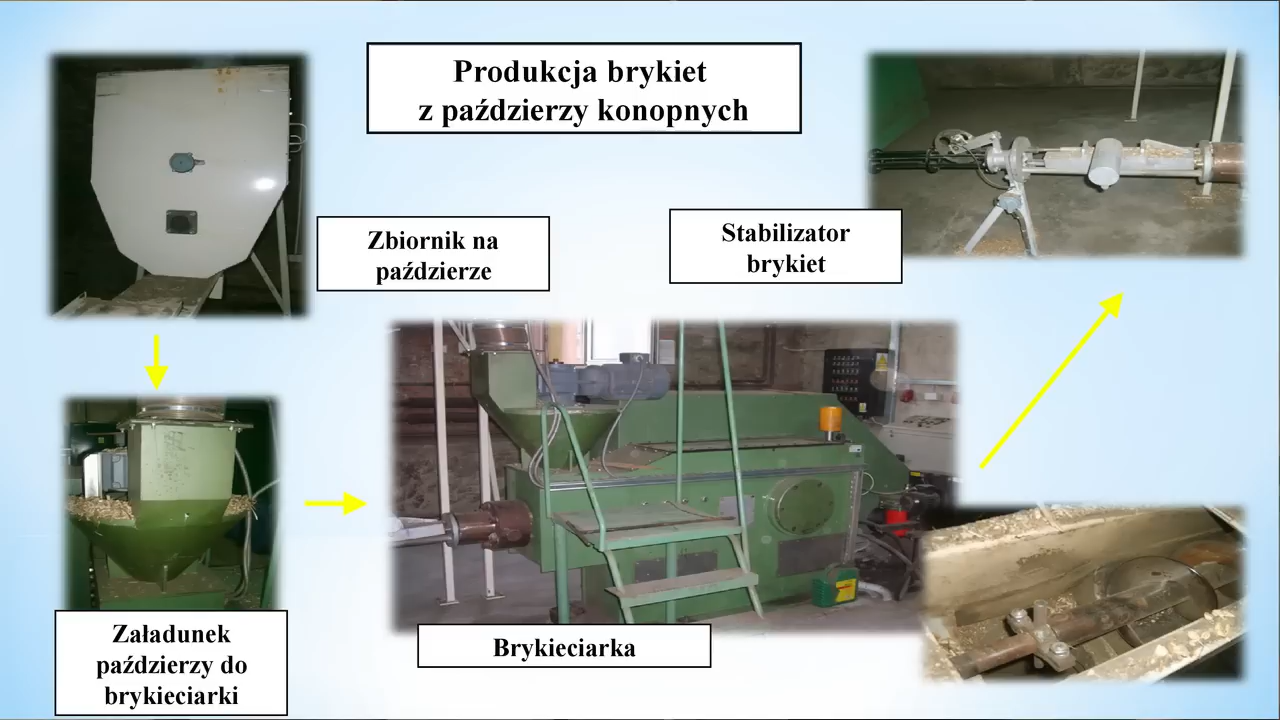 Produkcja brykiet
z paździerzy konopnych
Zbiornik na
paździerze
Stabilizator
brykiet
Załadunek
paździerzy do
brykieciarki
Brykieciarka